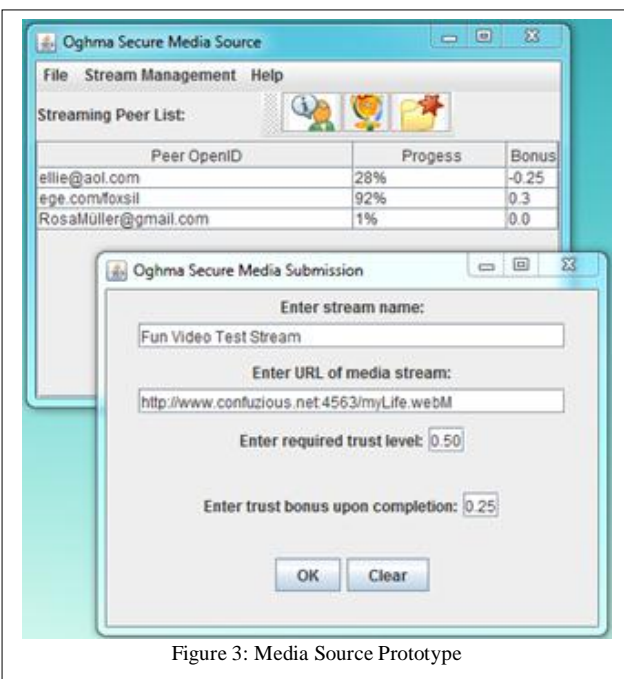 Oghma Secure Media Source
File Stream Management Help
Streaming Peer List:
Peer OpenID Progess Bonus
ellie@aol.com 28% -0.25
ege.com/foxsil 92% 0.3
RosaMüller@gmail.com 1% 0.0
Oghma Secure Media Submission
Enter stream name:
Fun Video Test Stream
Enter URL of media stream:
http://www.confuzious.net:4563/myLife.webM
Enter required trust level: 0.50
Enter trust bonus upon completion: 0.25
OK Clear
Figure 3: Media Source Prototype